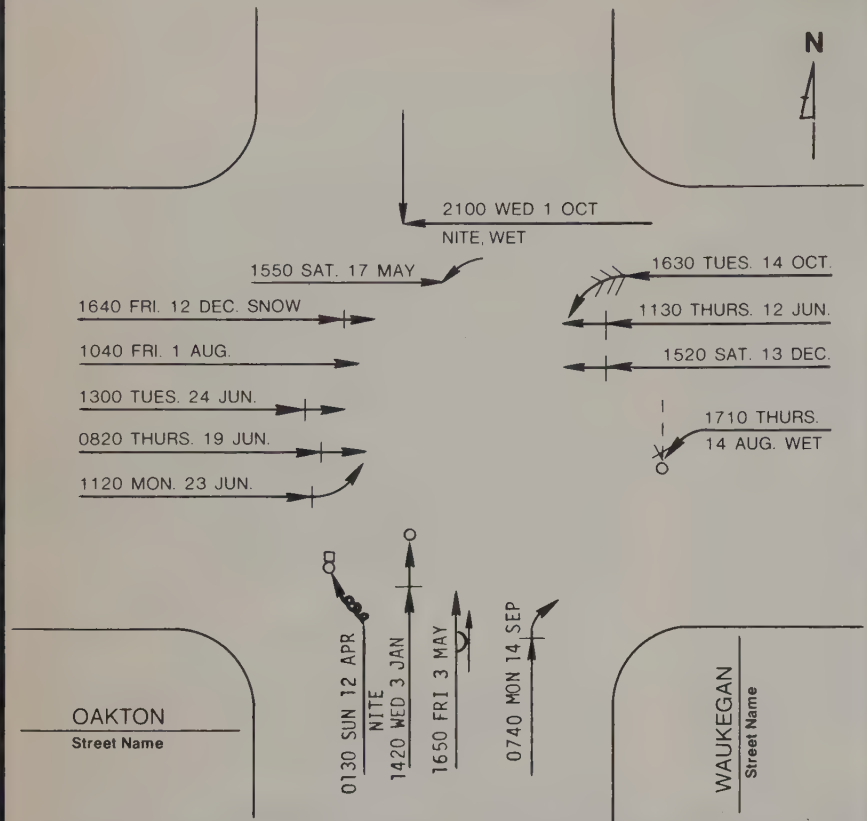 N
2100 WED 1 OCT
NITE, WET
1550 SAT. 17 MAY
1630 TUES. 14 OCT.
1640 FRI. 12 DEC. SNOW
1130 THURS. 12 JUN.
1040 FRI. 1 AUG.
1520 SAT. 13 DEC.
1300 TUES. 24 JUN.
1710 THURS.
14 AUG. WET
0820 THURS. 19 JUN.
1120 MON. 23 JUN.
0130 SUN 12 APR
NITE
1420 WED 3 JAN
1650 FRI 3 MAY
0740 MON 14 SEP
OAKTON
Street Name
WAUKEGAN
Street Name